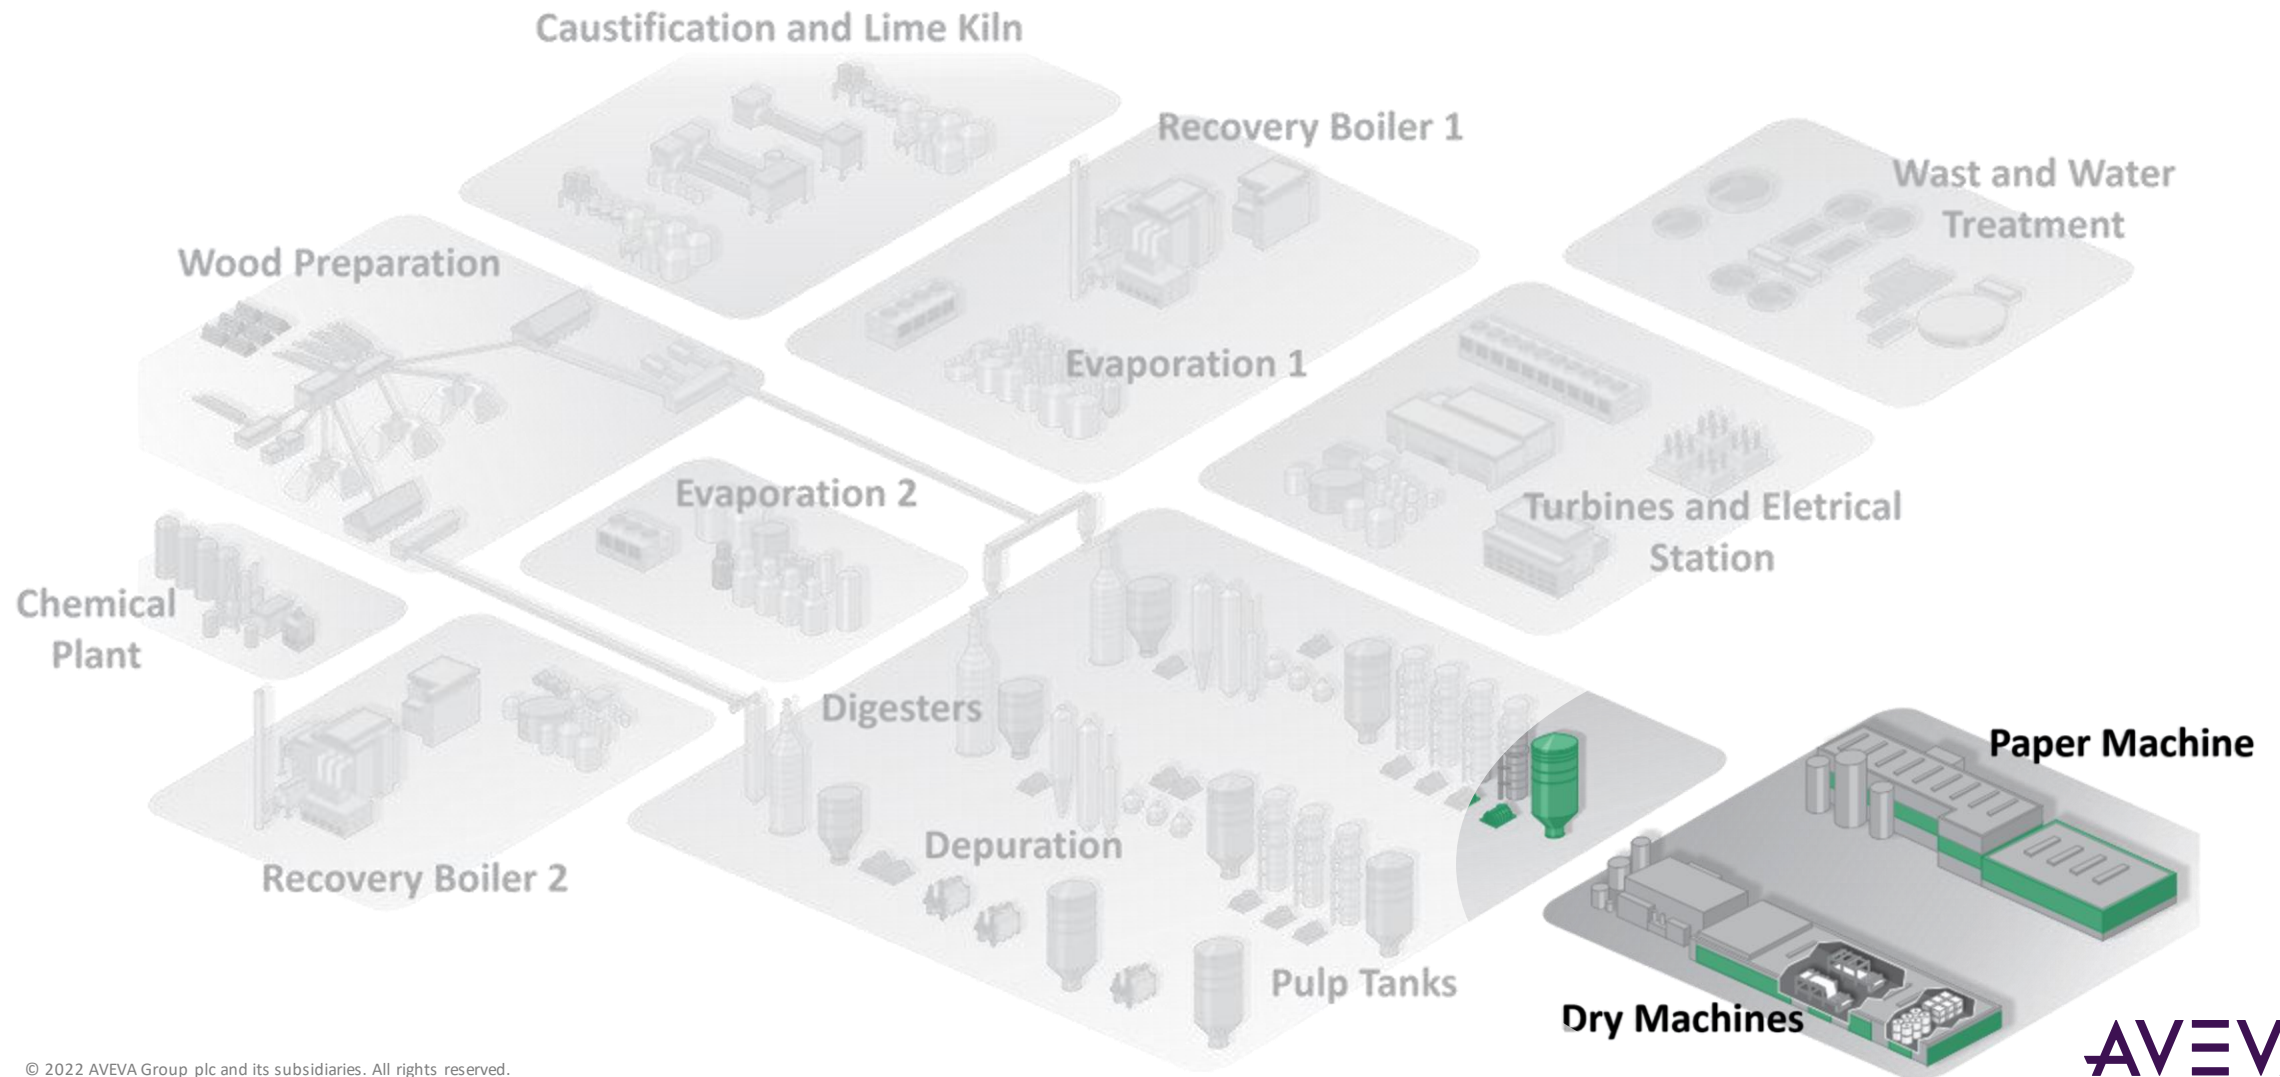 Caustification and Lime Kiln
Recovery Boiler 1
Wast and Water
Treatment
Wood Preparation
Evaporation 1
Evaporation 2
Turbines and Eletrical
Station
Chemical
Plant
Digesters
Paper Machine
Depuration
Recovery Boiler 2
Pulp Tanks
Dry Machines
© 2022 AVEVA Group plc and its subsidiaries. All rights reserved.
AVEV